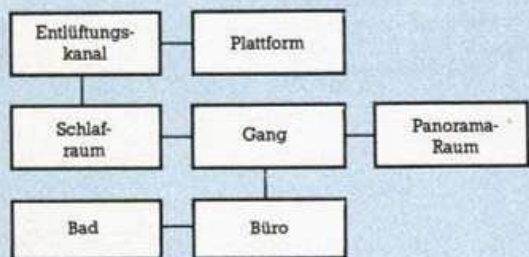 Entlüftungs-
kanal
Plattform
Schlaf-
raum
Gang
Panorama-
Raum
Bad
Büro